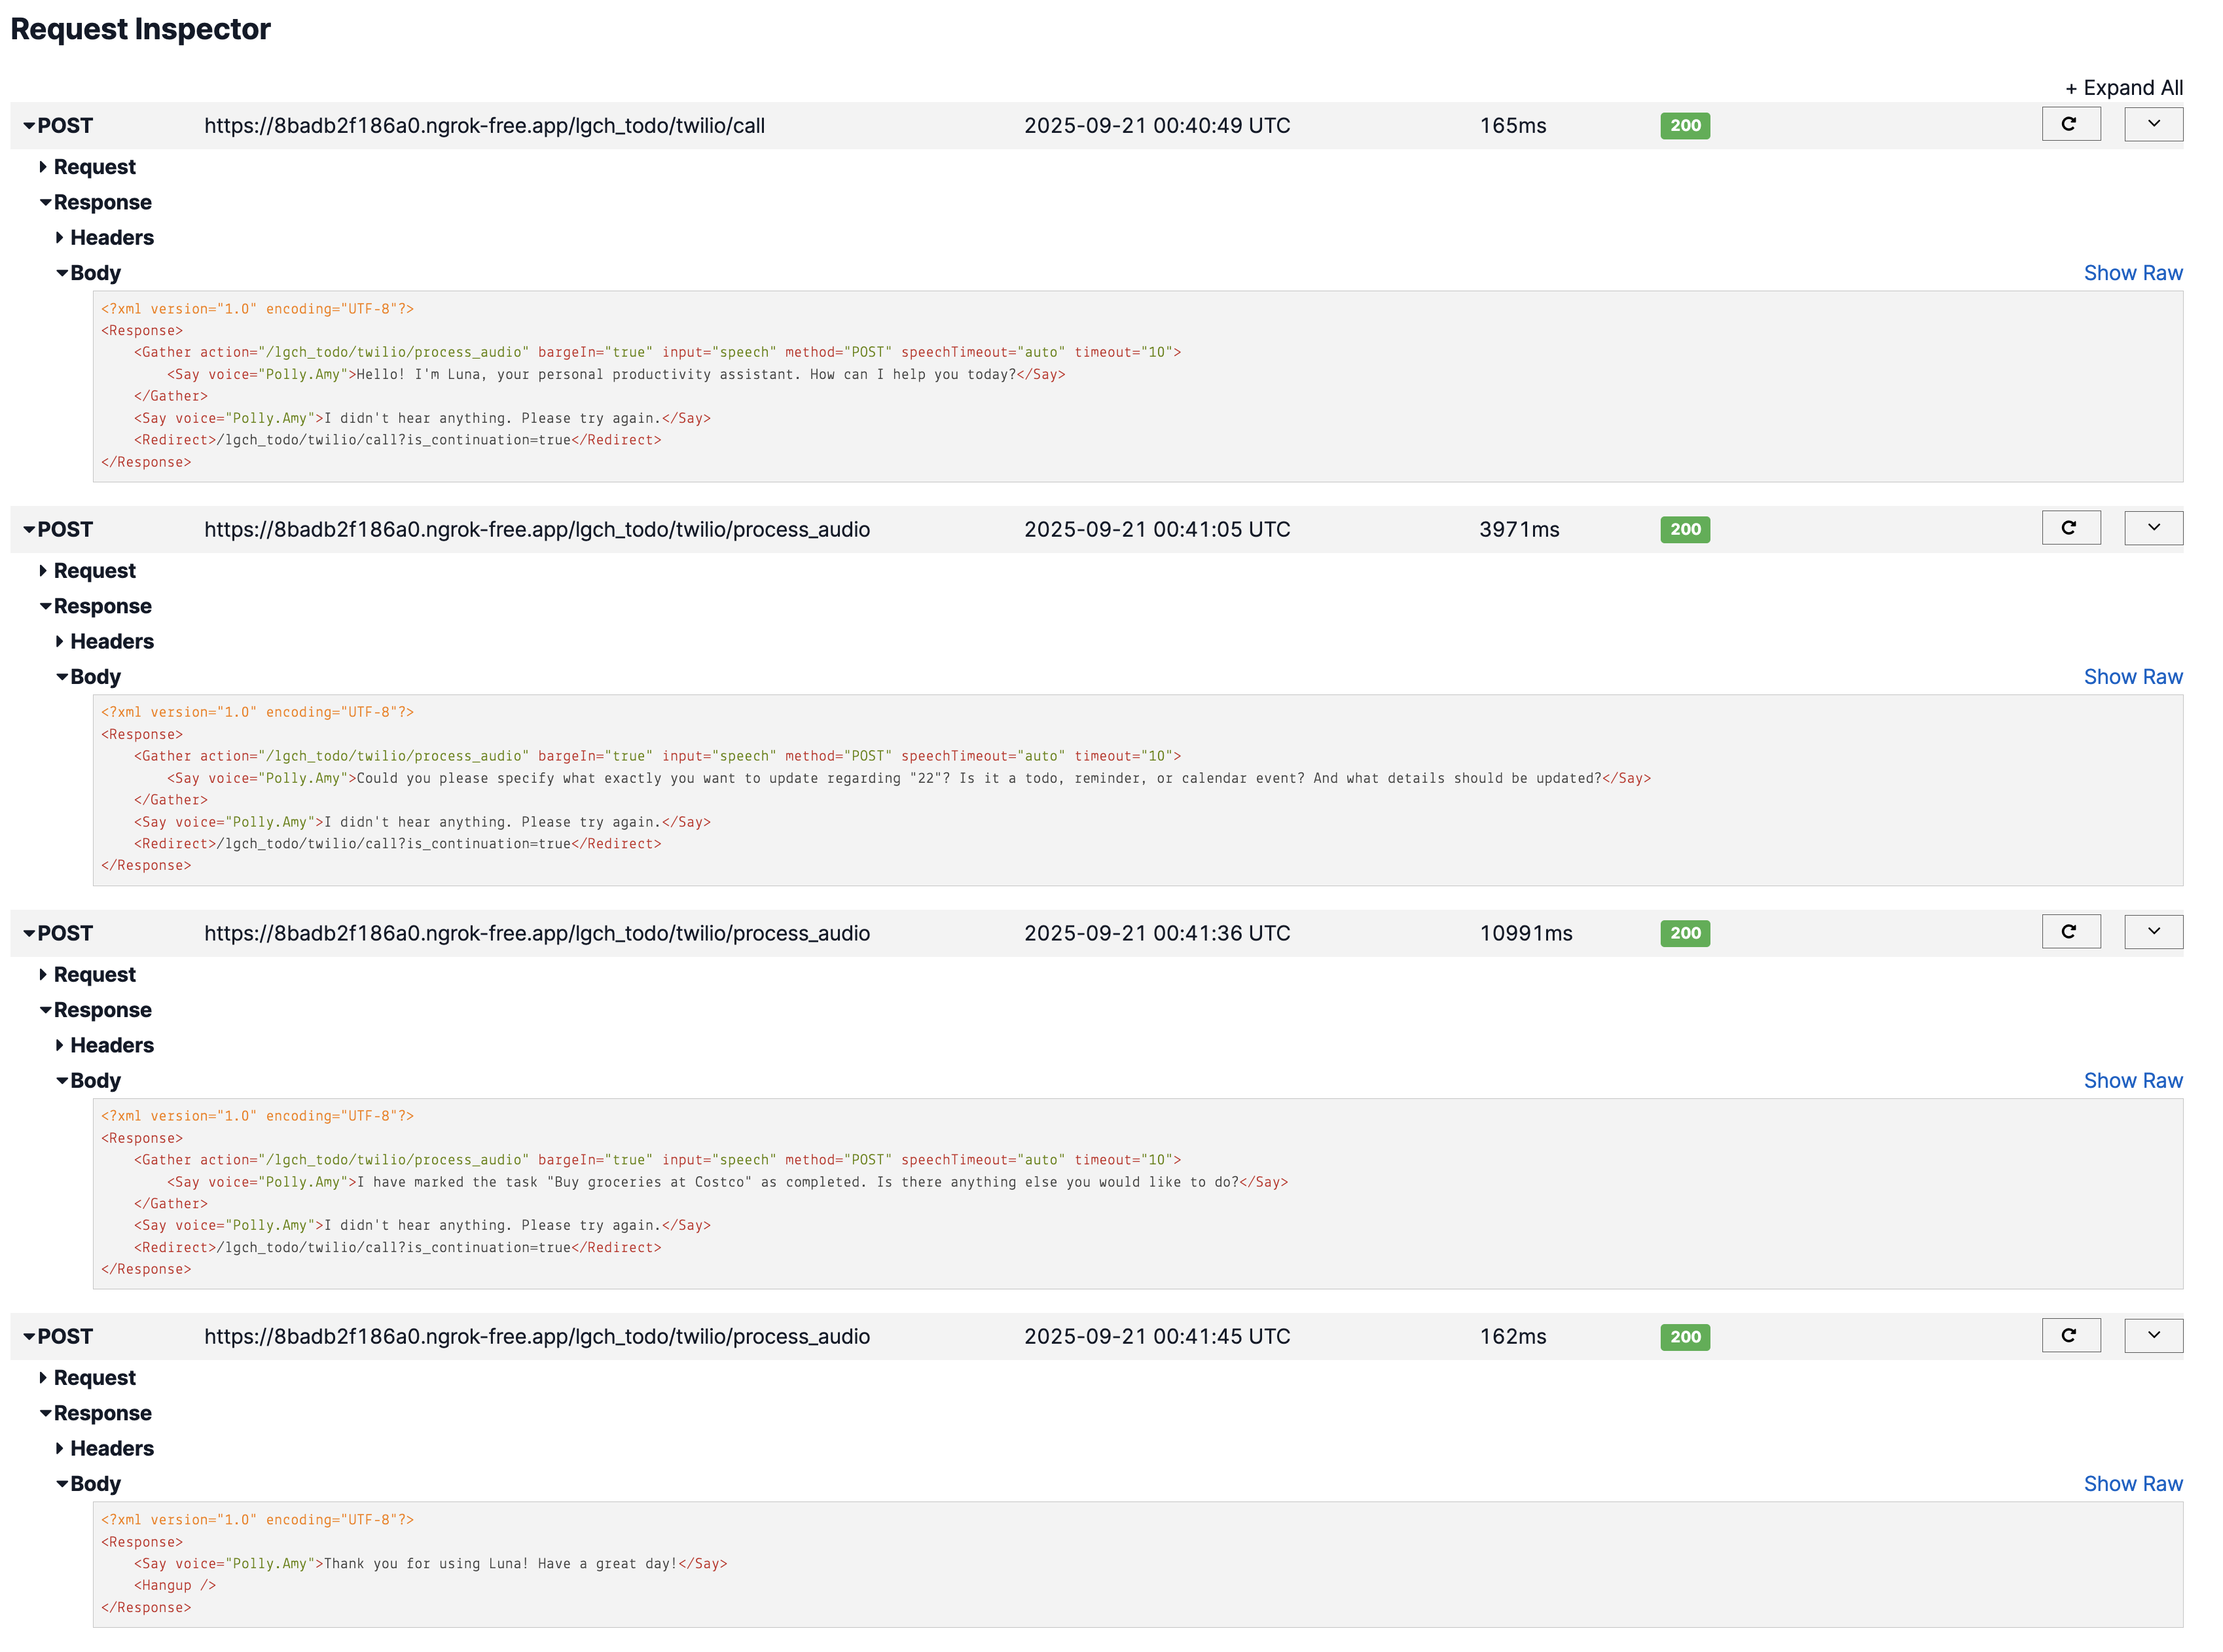 Request Inspector
+ Expand All
POST https://8badb2f186a0.ngrok-free.app/lgch_todo/twilio/call 2025-09-21 00:40:49 UTC 165ms 200
Request
Response
Headers
Body Show Raw
<?xml version="1.0" encoding="UTF-8"?>
<Response>
    <Gather action="/lgch_todo/twilio/process_audio" bargeIn="true" input="speech" method="POST" speechTimeout="auto" timeout="10">
        <Say voice="Polly.Amy">Hello! I'm Luna, your personal productivity assistant. How can I help you today?</Say>
    </Gather>
    <Say voice="Polly.Amy">I didn't hear anything. Please try again.</Say>
    <Redirect>/lgch_todo/twilio/call?is_continuation=true</Redirect>
</Response>
POST https://8badb2f186a0.ngrok-free.app/lgch_todo/twilio/process_audio 2025-09-21 00:41:05 UTC 3971ms 200
Request
Response
Headers
Body Show Raw
<?xml version="1.0" encoding="UTF-8"?>
<Response>
    <Gather action="/lgch_todo/twilio/process_audio" bargeIn="true" input="speech" method="POST" speechTimeout="auto" timeout="10">
        <Say voice="Polly.Amy">Could you please specify what exactly you want to update regarding "22"? Is it a todo, reminder, or calendar event? And what details should be updated?</Say>
    </Gather>
    <Say voice="Polly.Amy">I didn't hear anything. Please try again.</Say>
    <Redirect>/lgch_todo/twilio/call?is_continuation=true</Redirect>
</Response>
POST https://8badb2f186a0.ngrok-free.app/lgch_todo/twilio/process_audio 2025-09-21 00:41:36 UTC 10991ms 200
Request
Response
Headers
Body Show Raw
<?xml version="1.0" encoding="UTF-8"?>
<Response>
    <Gather action="/lgch_todo/twilio/process_audio" bargeIn="true" input="speech" method="POST" speechTimeout="auto" timeout="10">
        <Say voice="Polly.Amy">I have marked the task "Buy groceries at Costco" as completed. Is there anything else you would like to do?</Say>
    </Gather>
    <Say voice="Polly.Amy">I didn't hear anything. Please try again.</Say>
    <Redirect>/lgch_todo/twilio/call?is_continuation=true</Redirect>
</Response>
POST https://8badb2f186a0.ngrok-free.app/lgch_todo/twilio/process_audio 2025-09-21 00:41:45 UTC 162ms 200
Request
Response
Headers
Body Show Raw
<?xml version="1.0" encoding="UTF-8"?>
<Response>
    <Say voice="Polly.Amy">Thank you for using Luna! Have a great day!</Say>
    <Hangup />
</Response>